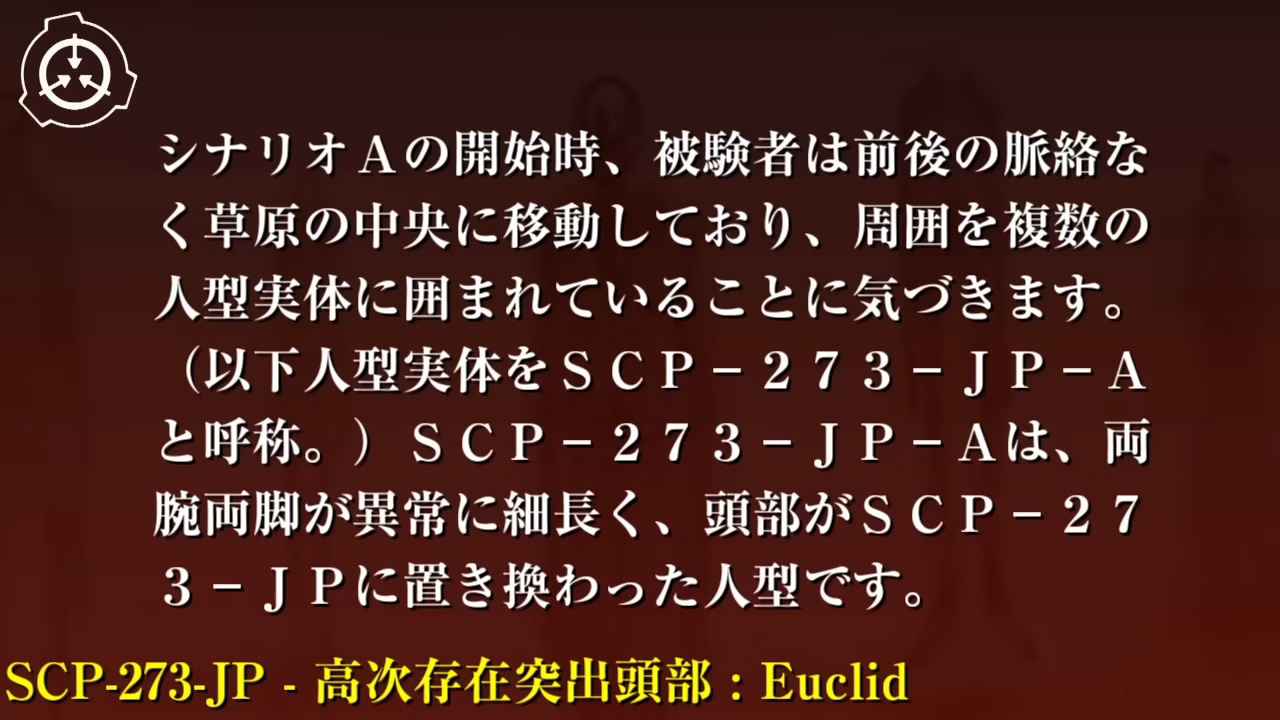 シナリオAの開始時、被験者は前後の脈絡な
く草原の中央に移動しており、周囲を複数の
人型実体に囲まれていることに気づきます。
（以下人型実体をＳＣＰ－２７３－ＪＰ－Ａ
と呼称。）ＳＣＰ－２７３－ＪＰ－Ａは、両
腕両脚が異常に細長く、頭部がＳＣＰ－２７
３－ＪＰに置き換わった人型です。
SCP-273-JP - 高次存在突出頭部：Euclid